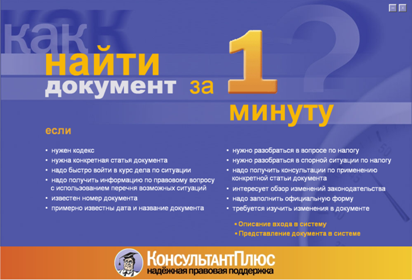 как
найти
документ за 1
минуту
?
если
• нужен кодекс
• нужна конкретная статья документа
• надо быстро войти в курс дела по ситуации
• надо получить информацию по правовому вопросу
с использованием перечня возможных ситуаций
• известен номер документа
• примерно известны дата и название документа
• нужно разобраться в вопросе по налогу
• нужно разобраться в спорной ситуации по налогу
• надо получить консультации по применению
конкретной статьи документа
• интересует обзор изменений законодательства
• надо заполнить официальную форму
• требуется изучить изменения в документе
• Описание входа в систему
• Представление документа в системе
КонсультантПлюс
надёжная правовая поддержка